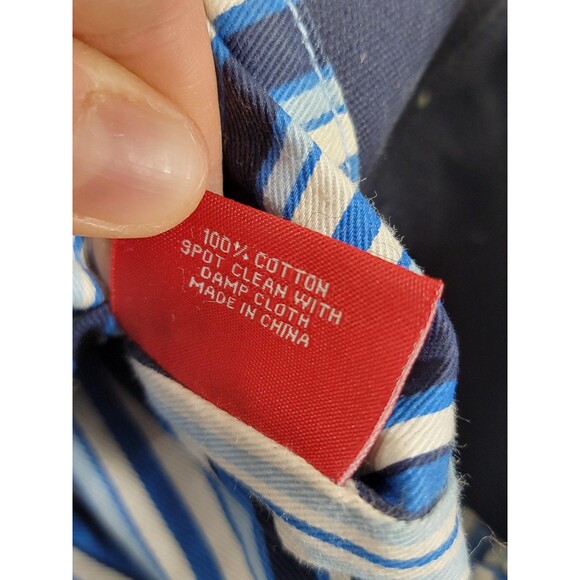 100% COTTON
SPOT CLEAN WITH
DAMP CLOTH
MADE IN CHINA